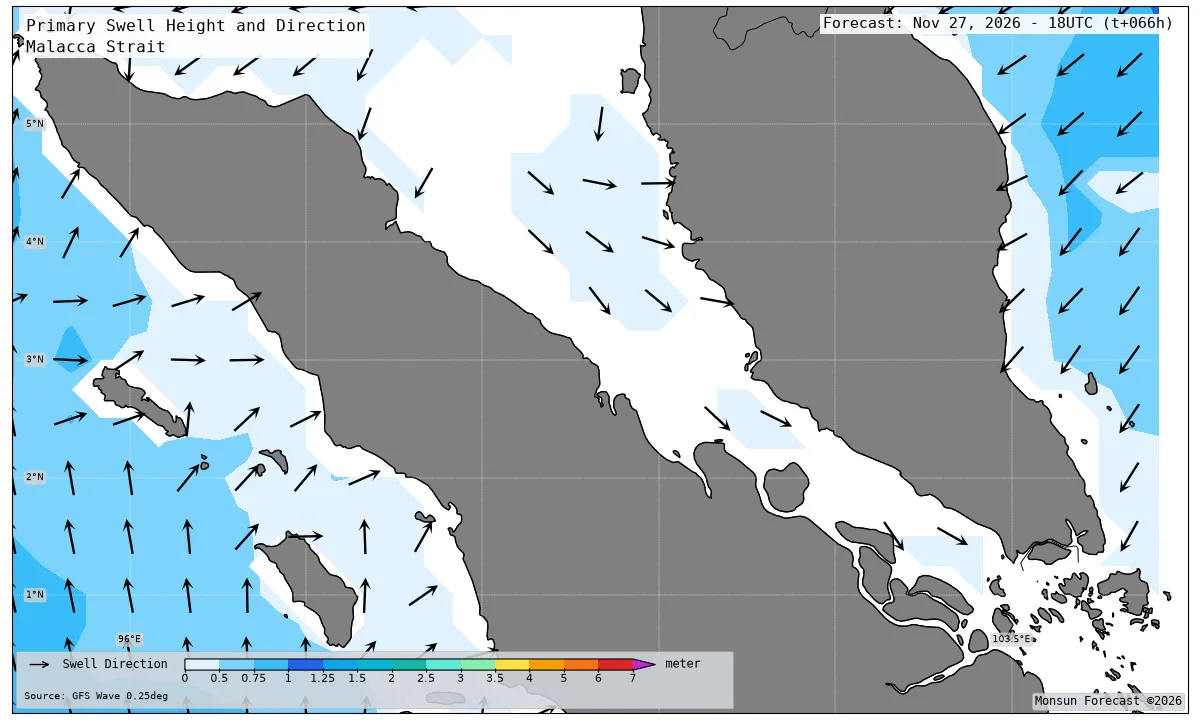 Primary Swell Height and Direction
Malacca Strait
Forecast: Nov 27, 2026 - 18UTC (t+066h)
5°N
4°N
3°N
2°N
1°N
96°E
103.5°E
Swell Direction
meter
0 0.5 0.75 1 1.25 1.5 2 2.5 3 3.5 4 5 6 7
Source: GFS Wave 0.25deg
Monsun Forecast ©2026